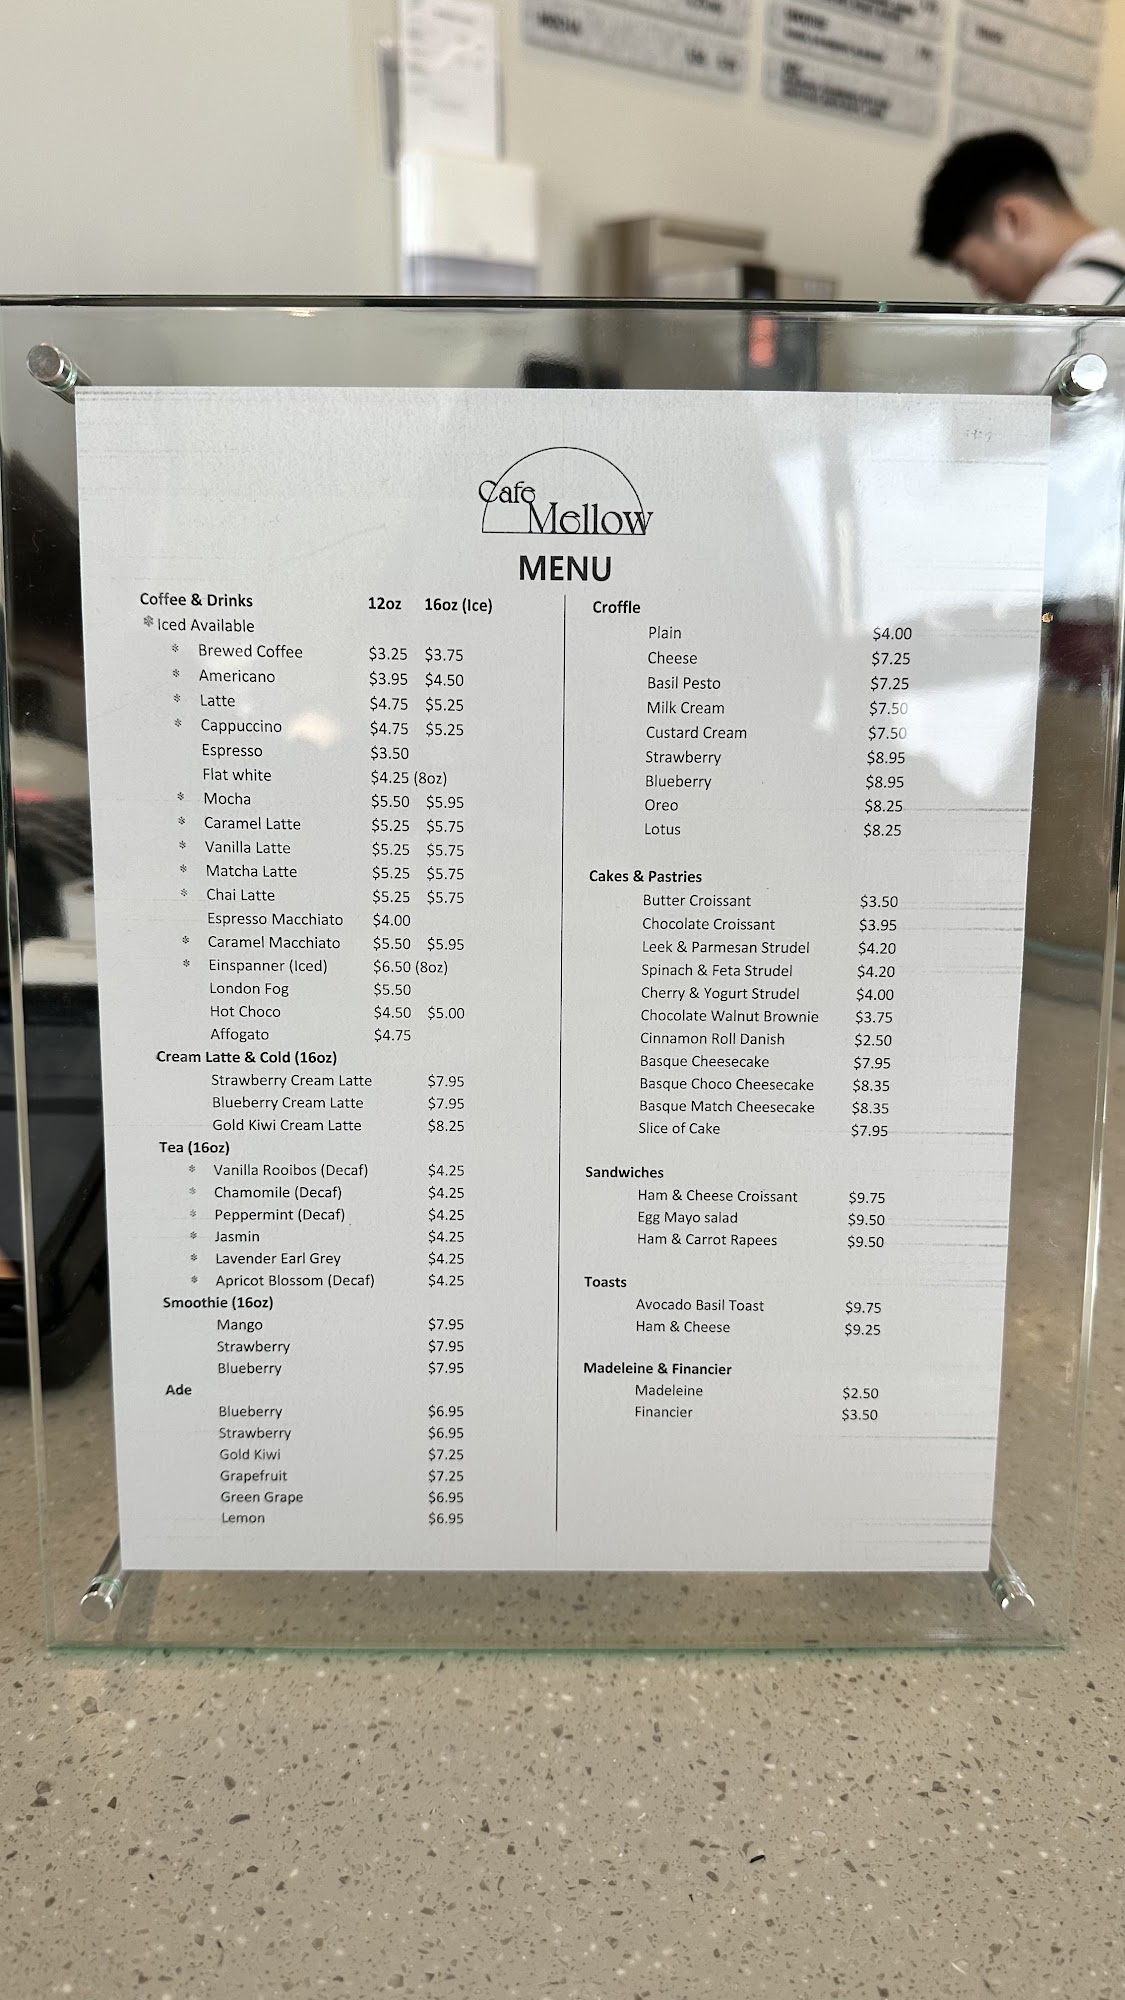 Cafe
Mellow
MENU
Coffee & Drinks 12oz 16oz (Ice)
❄ Iced Available
❄ Brewed Coffee $3.25 $3.75
❄ Americano $3.95 $4.50
❄ Latte $4.75 $5.25
❄ Cappuccino $4.75 $5.25
Espresso $3.50
Flat white $4.25 (8oz)
❄ Mocha $5.50 $5.95
❄ Caramel Latte $5.25 $5.75
❄ Vanilla Latte $5.25 $5.75
❄ Matcha Latte $5.25 $5.75
❄ Chai Latte $5.25 $5.75
Espresso Macchiato $4.00
❄ Caramel Macchiato $5.50 $5.95
❄ Einspanner (Iced) $6.50 (8oz)
London Fog $5.50
Hot Choco $4.50 $5.00
Affogato $4.75
Cream Latte & Cold (16oz)
Strawberry Cream Latte $7.95
Blueberry Cream Latte $7.95
Gold Kiwi Cream Latte $8.25
Tea (16oz)
❄ Vanilla Rooibos (Decaf) $4.25
❄ Chamomile (Decaf) $4.25
❄ Peppermint (Decaf) $4.25
❄ Jasmin $4.25
❄ Lavender Earl Grey $4.25
❄ Apricot Blossom (Decaf) $4.25
Smoothie (16oz)
Mango $7.95
Strawberry $7.95
Blueberry $7.95
Ade
Blueberry $6.95
Strawberry $6.95
Gold Kiwi $7.25
Grapefruit $7.25
Green Grape $6.95
Lemon $6.95
Croffle
Plain $4.00
Cheese $7.25
Basil Pesto $7.25
Milk Cream $7.50
Custard Cream $7.50
Strawberry $8.95
Blueberry $8.95
Oreo $8.25
Lotus $8.25
Cakes & Pastries
Butter Croissant $3.50
Chocolate Croissant $3.95
Leek & Parmesan Strudel $4.20
Spinach & Feta Strudel $4.20
Cherry & Yogurt Strudel $4.00
Chocolate Walnut Brownie $3.75
Cinnamon Roll Danish $2.50
Basque Cheesecake $7.95
Basque Choco Cheesecake $8.35
Basque Match Cheesecake $8.35
Slice of Cake $7.95
Sandwiches
Ham & Cheese Croissant $9.75
Egg Mayo salad $9.50
Ham & Carrot Rapees $9.50
Toasts
Avocado Basil Toast $9.75
Ham & Cheese $9.25
Madeleine & Financier
Madeleine $2.50
Financier $3.50